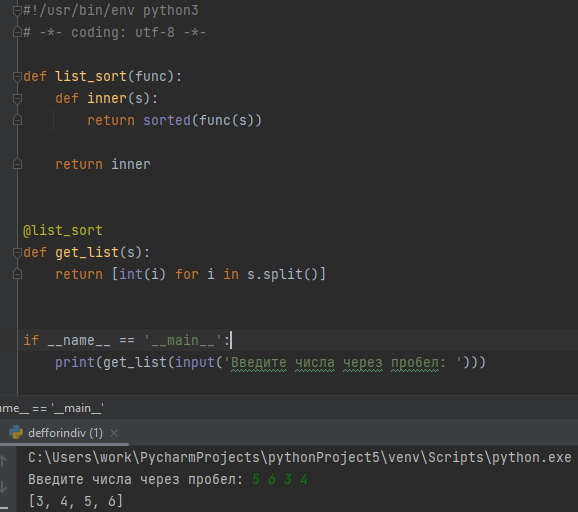 #!/usr/bin/env python3
# -*- coding: utf-8 -*-
def list_sort(func):
def inner(s):
return sorted(func(s))
return inner
@list_sort
def get_list(s):
return [int(i) for i in s.split()]
if __name__ == '__main__':
print(get_list(input('Введите числа через пробел: ')))
== '__main__'
defforindiv (1)
C:\Users\work\PycharmProjects\pythonProject5\venv\Scripts\python.exe
Введите числа через пробел: 5 6 3 4
[3, 4, 5, 6]